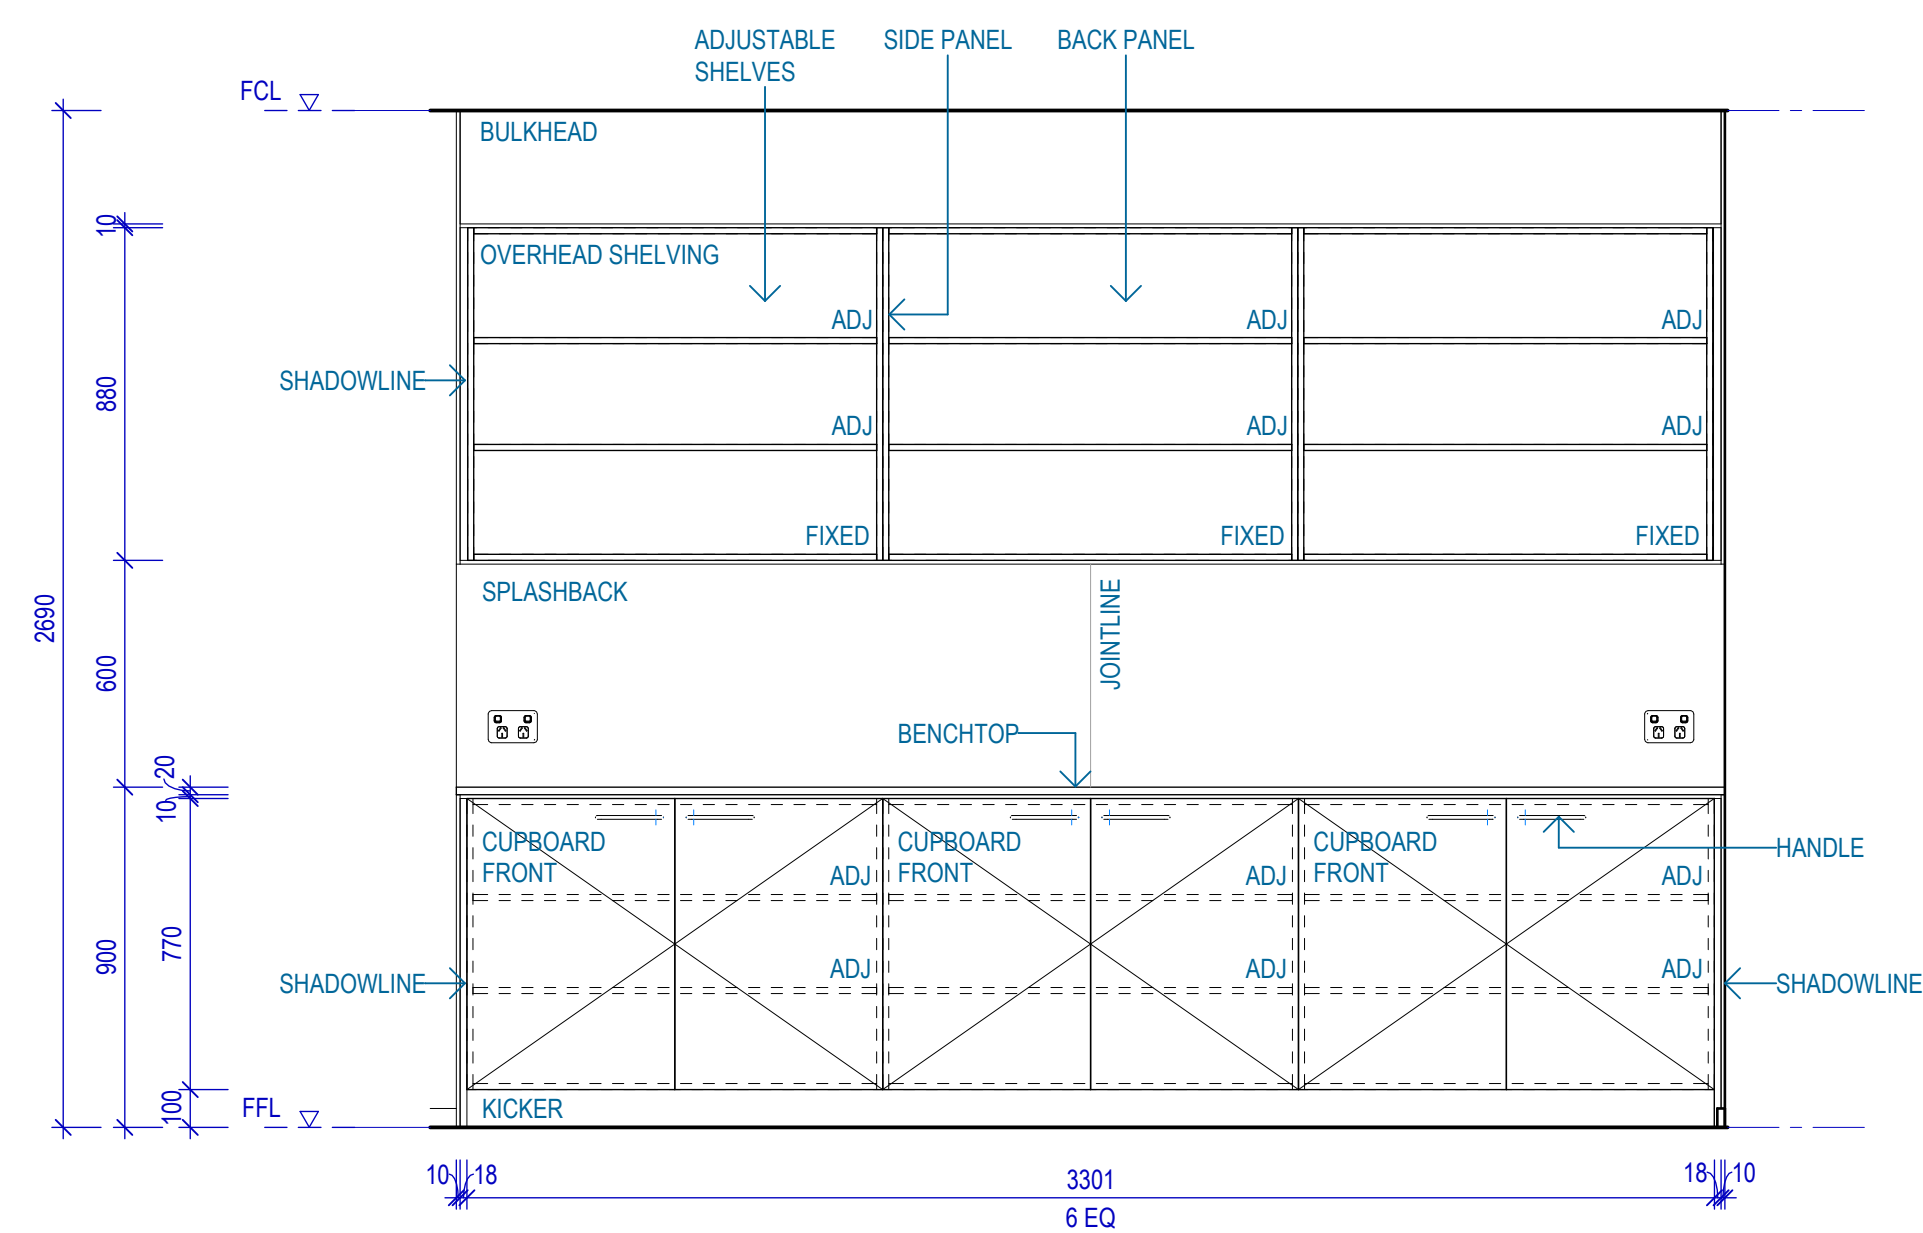 ADJUSTABLE
SHELVES
SIDE PANEL
BACK PANEL
FCL
BULKHEAD
10
OVERHEAD SHELVING
ADJ
ADJ
ADJ
SHADOWLINE
880
ADJ
ADJ
ADJ
FIXED
FIXED
FIXED
SPLASHBACK
JOINTLINE
2690
600
BENCHTOP
20
10
CUPBOARD
FRONT
CUPBOARD
FRONT
CUPBOARD
FRONT
HANDLE
ADJ
ADJ
ADJ
900
770
ADJ
ADJ
ADJ
SHADOWLINE
SHADOWLINE
100
FFL
KICKER
10
18
3301
18
10
6 EQ